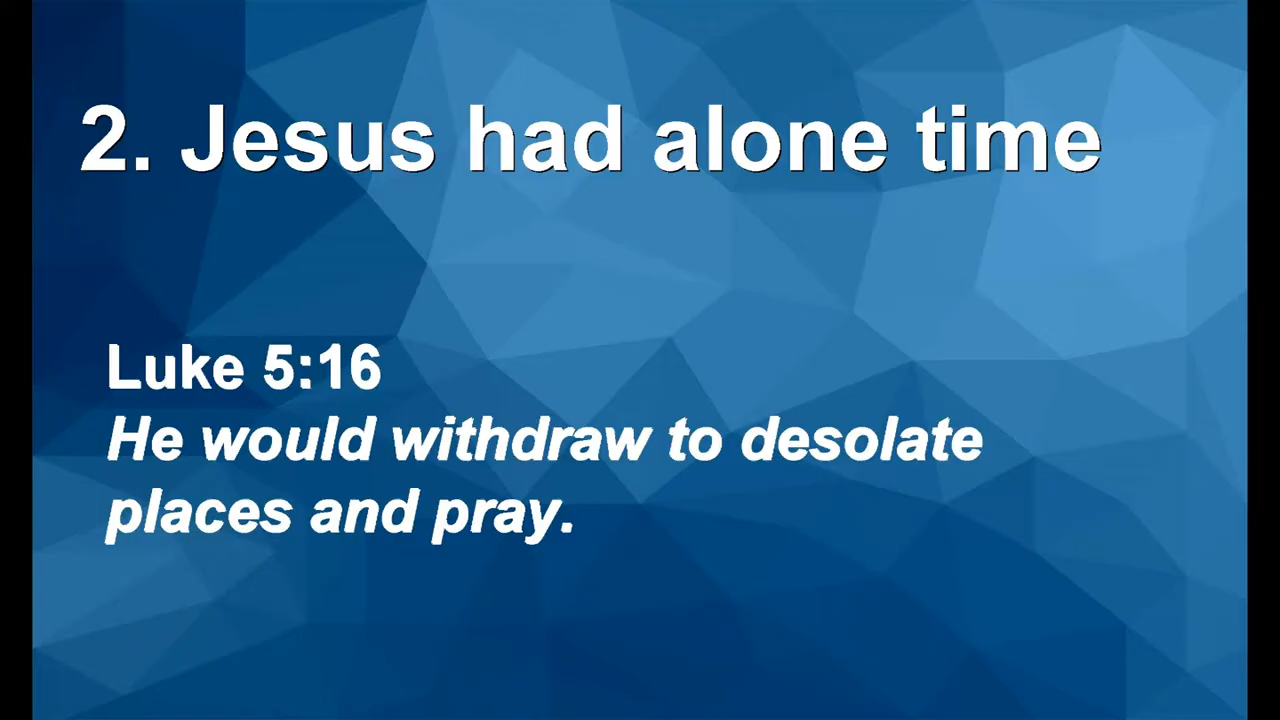 2. Jesus had alone time
Luke 5:16
He would withdraw to desolate
places and pray.